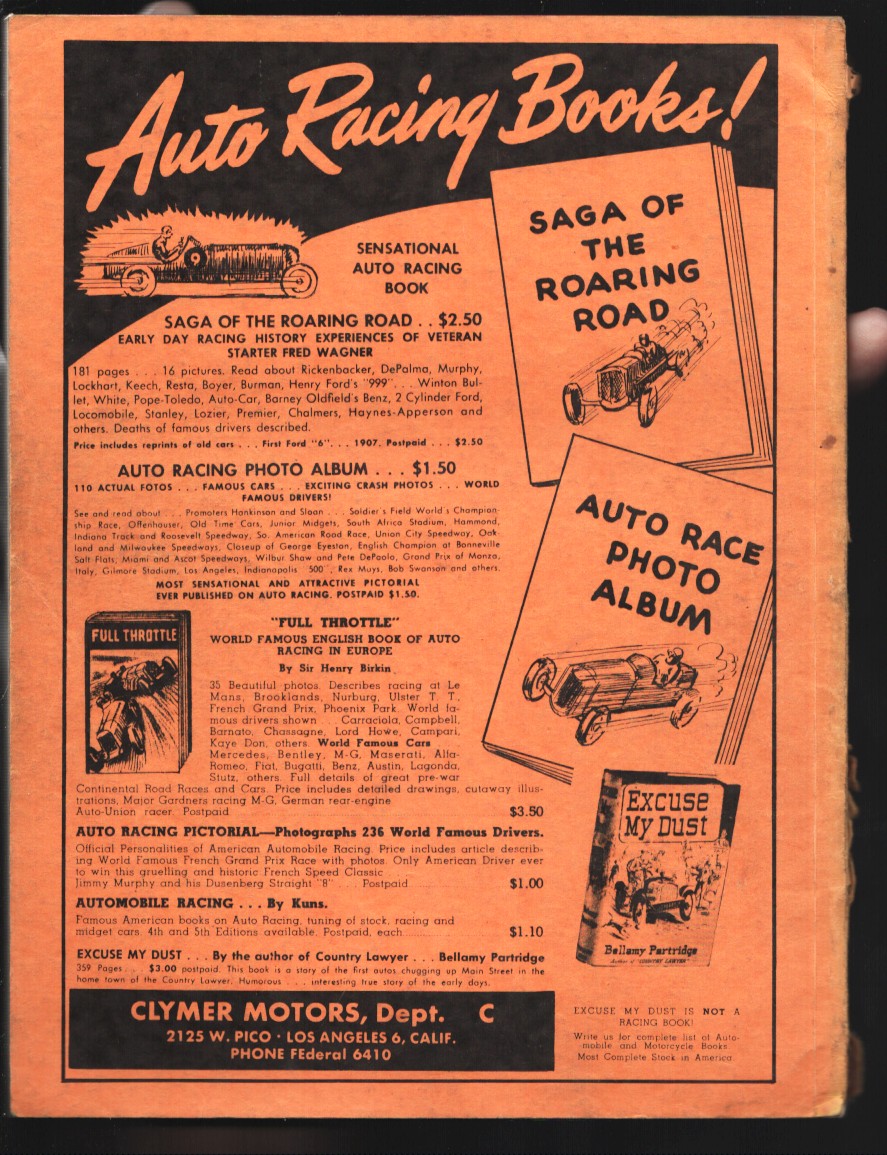 Auto Racing Books!
SAGA OF
THE
ROARING
ROAD
SENSATIONAL
AUTO RACING
BOOK
SAGA OF THE ROARING ROAD . . $2.50
EARLY DAY RACING HISTORY EXPERIENCES OF VETERAN
STARTER FRED WAGNER
181 pages . . . 16 pictures. Read about Rickenbacker, DePalma, Murphy,
Lockhart, Keech, Resta, Boyer, Burman, Henry Ford's "999". . . Winton Bul-
let, White, Pope-Toledo, Auto-Car, Barney Oldfield's Benz, 2 Cylinder Ford,
Locomobile, Stanley, Lozier, Premier, Chalmers, Haynes-Apperson and
others. Deaths of famous drivers described.
Price includes reprints of old cars . . . First Ford "6". . . 1907. Postpaid . . . $2.50
AUTO RACING PHOTO ALBUM . . . $1.50
110 ACTUAL FOTOS . . . FAMOUS CARS . . . EXCITING CRASH PHOTOS . . . WORLD
FAMOUS DRIVERS!
See and read about . . . Promoters Hankinson and Sloan . . . Soldier's Field World's Champion-
ship Race, Offenhauser, Old Time Cars, Junior Midgets, South Africa Stadium, Hammond,
Indiana Track and Roosevelt Speedway, So. American Road Race, Union City Speedway, Oak-
land and Milwaukee Speedways, Closeup of George Eyeston, English Champion at Bonneville
Salt Flats, Miami and Ascot Speedways, Wilbur Shaw and Pete DePaolo, Grand Prix of Monza,
Italy, Gilmore Stadium, Los Angeles, Indianapolis "500", Rex Mays, Bob Swanson and others.
MOST SENSATIONAL AND ATTRACTIVE PICTORIAL
EVER PUBLISHED ON AUTO RACING. POSTPAID $1.50.
AUTO RACE
PHOTO
ALBUM
FULL THROTTLE
"FULL THROTTLE"
WORLD FAMOUS ENGLISH BOOK OF AUTO
RACING IN EUROPE
By Sir Henry Birkin
35 Beautiful photos. Describes racing at Le
Mans, Brooklands, Nurburg, Ulster T. T.,
French Grand Prix, Phoenix Park. World fa-
mous drivers shown . . . Carraciola, Campbell,
Barnato, Chassagne, Lord Howe, Campari,
Kaye Don, others. World Famous Cars
Mercedes, Bentley, M-G, Maserati, Alla-
Romeo, Fiat, Bugatti, Benz, Austin, Lagonda,
Stutz, others. Full details of great pre-war
Continental Road Races and Cars. Price includes detailed drawings, cutaway illus-
trations, Major Gardners racing M-G, German rear-engine
Auto-Union racer. Postpaid $3.50
AUTO RACING PICTORIAL—Photographs 236 World Famous Drivers.
Official Personalities of American Automobile Racing. Price includes article describ-
ing World Famous French Grand Prix Race with photos. Only American Driver ever
to win this gruelling and historic French Speed Classic . . .
Jimmy Murphy and his Dusenberg Straight "8" . . . Postpaid $1.00
AUTOMOBILE RACING . . . By Kuns.
Famous American books on Auto Racing, tuning of stock, racing and
midget cars. 4th and 5th Editions available. Postpaid, each $1.10
EXCUSE MY DUST . . . By the author of Country Lawyer . . . Bellamy Partridge
359 Pages . . . $3.00 postpaid. This book is a story of the first autos chugging up Main Street in the
home town of the Country Lawyer. Humorous . . . interesting true story of the early days.
EXCUSE
MY DUST
Bellamy Partridge
Author of "COUNTRY LAWYER"
CLYMER MOTORS, Dept. C
2125 W. PICO · LOS ANGELES 6, CALIF.
PHONE FEderal 6410
EXCUSE MY DUST IS NOT A
RACING BOOK!
Write us for complete list of Auto-
mobile and Motorcycle Books
Most Complete Stock in America.